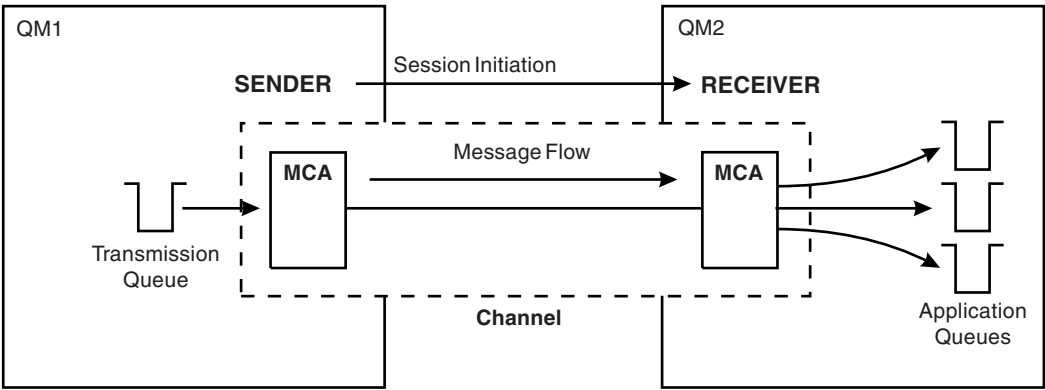 QM1
QM2
Session Initiation
SENDER
RECEIVER
Message Flow
MCA
MCA
Transmission
Queue
Channel
Application
Queues